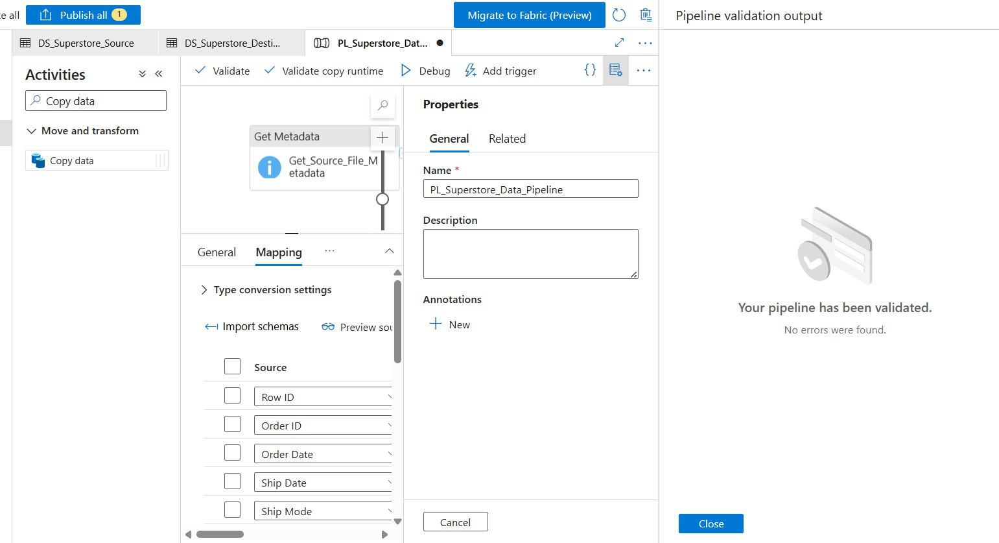 te all
Publish all 1
Migrate to Fabric (Preview)
Pipeline validation output
DS_Superstore_Source
DS_Superstore_Desti...
PL_Superstore_Dat...
Activities
Copy data
Move and transform
Copy data
Validate
Validate copy runtime
Debug
Add trigger
Get Metadata
Get_Source_File_M
etadata
General
Mapping
Type conversion settings
Import schemas
Preview sou
Source
Row ID
Order ID
Order Date
Ship Date
Ship Mode
Properties
General
Related
Name *
PL_Superstore_Data_Pipeline
Description
Annotations
New
Cancel
Your pipeline has been validated.
No errors were found.
Close